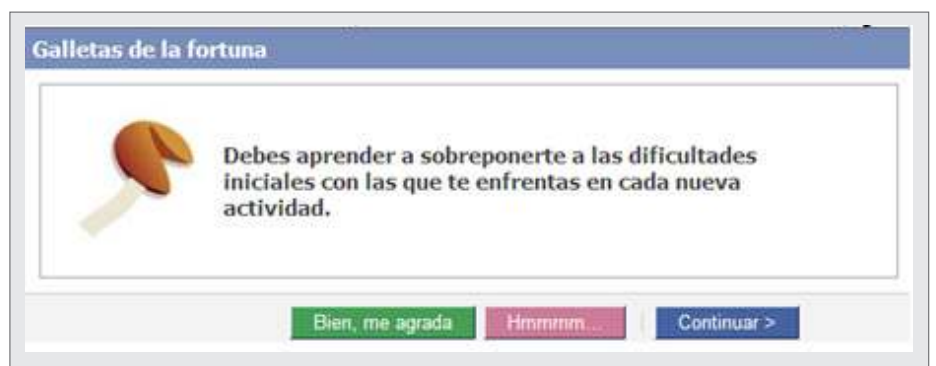 Galletas de la fortuna
Debes aprender a sobreponerte a las dificultades
iniciales con las que te enfrentas en cada nueva
actividad.
Bien, me agrada
Hmmmm...
Continuar >